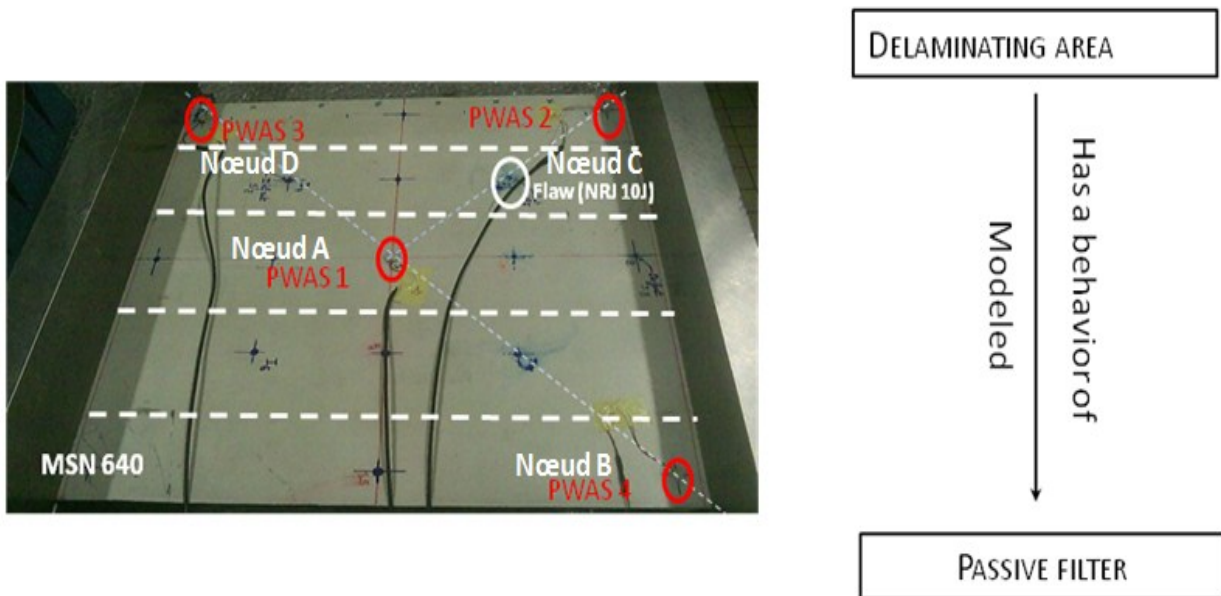 DELAMINATING AREA
PWAS 3
PWAS 2
Nœud D
Nœud C
Flaw (NRJ 10J)
Nœud A
PWAS 1
MSN 640
Nœud B
PWAS 4
Has a behavior of
Modeled
PASSIVE FILTER